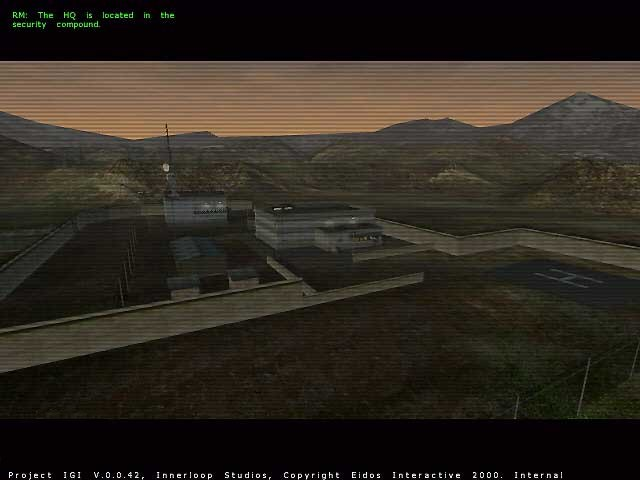 RM: The HQ is located in the
security compound.
H
Project IGI V.0.0.42, Innerloop Studios, Copyright Eidos Interactive 2000. Internal